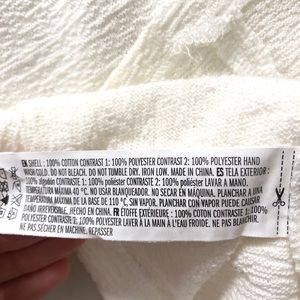 EN SHELL : 100% COTTON CONTRAST 1: 100% POLYESTER CONTRAST 2: 100% POLYESTER HAND
WASH COLD. DO NOT BLEACH. DO NOT TUMBLE DRY. IRON LOW. MADE IN CHINA. ES TELA EXTERIOR :
100% algodón CONTRASTE 1: 100% poliéster CONTRASTE 2: 100% poliéster LAVAR A MANO.
TEMPERATURA MÁXIMA 40 °C. NO USAR BLANQUEADOR. NO SECAR EN MÁQUINA. PLANCHAR A UNA
TEMPERATURA MÁXIMA DE LA BASE DE 110 °C, SIN VAPOR. PLANCHAR CON VAPOR PUEDE CAUSAR
DAÑO IRREVERSIBLE. HECHO EN CHINA. FR ÉTOFFE EXTÉRIEURE : 100% COTON CONTRASTE 1: 100%
POLYESTER CONTRASTE 2: 100% POLYESTER LAVER À LA MAIN À L'EAU FROIDE. NE PAS BLANCHIR.
NE PAS SÉCHER EN MACHINE. REPASSER